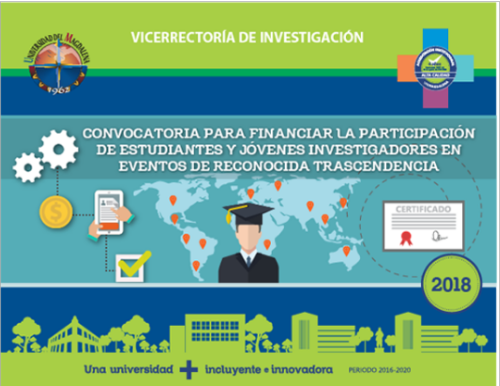 VICERRECTORÍA DE INVESTIGACIÓN
UNIVERSIDAD DEL MAGDALENA
1962
ALTA CALIDAD
CONVOCATORIA PARA FINANCIAR LA PARTICIPACIÓN
DE ESTUDIANTES Y JÓVENES INVESTIGADORES EN
EVENTOS DE RECONOCIDA TRASCENDENCIA
$
CERTIFICADO
2018
Una universidad + incluyente e innovadora
PERIODO 2016-2020